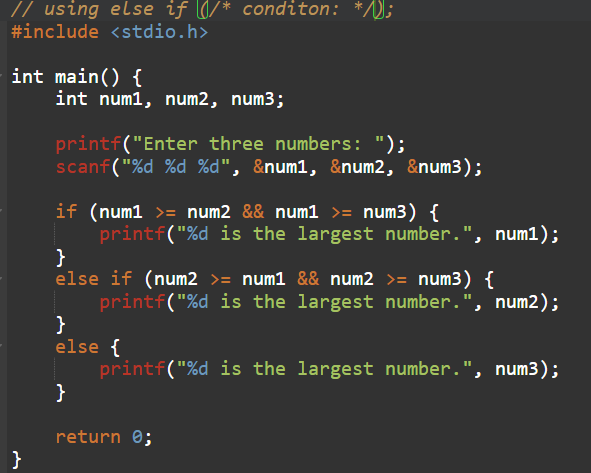 // using else if (/* conditon: */);
#include <stdio.h>
int main() {
int num1, num2, num3;
printf("Enter three numbers: ");
scanf("%d %d %d", &num1, &num2, &num3);
if (num1 >= num2 && num1 >= num3) {
printf("%d is the largest number.", num1);
}
else if (num2 >= num1 && num2 >= num3) {
printf("%d is the largest number.", num2);
}
else {
printf("%d is the largest number.", num3);
}
return 0;
}